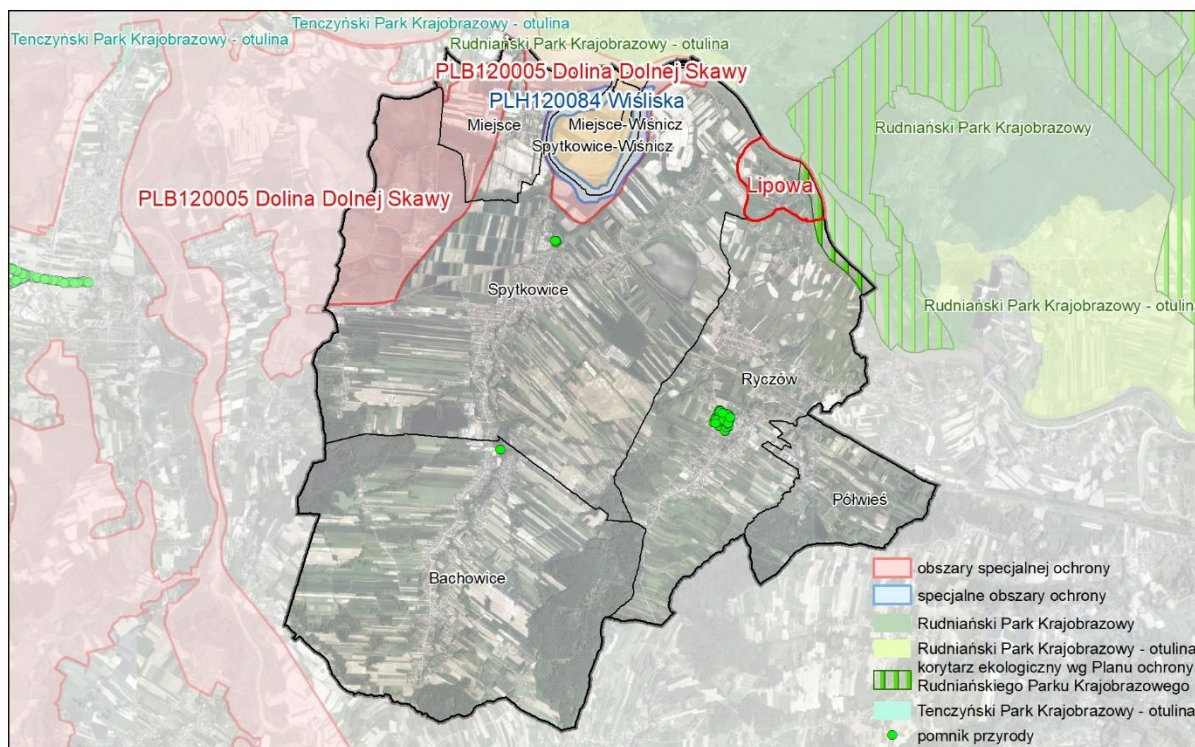 Tenczyński Park Krajobrazowy - otulina
Tenczyński Park Krajobrazowy - otulina
Rudniański Park Krajobrazowy - otulina
PLB120005 Dolina Dolnej Skawy
PLH120084 Wiśliska
Miejsce
Miejsce-Wiśnicz
Spytkowice-Wiśnicz
Rudniański Park Krajobrazowy
Lipowa
PLB120005 Dolina Dolnej Skawy
Spytkowice
Rudniański Park Krajobrazowy - otulina
Ryczów
Półwieś
Bachowice
obszary specjalnej ochrony
specjalne obszary ochrony
Rudniański Park Krajobrazowy
Rudniański Park Krajobrazowy - otulina
korytarz ekologiczny wg Planu ochrony
Rudniańskiego Parku Krajobrazowego
Tenczyński Park Krajobrazowy - otulina
pomnik przyrody